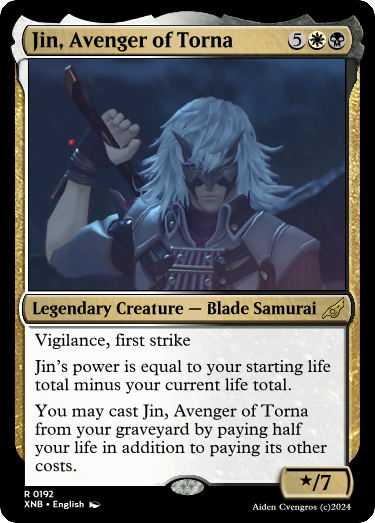 Jin, Avenger of Torna 5
Legendary Creature — Blade Samurai
Vigilance, first strike
Jin's power is equal to your starting life
total minus your current life total.
You may cast Jin, Avenger of Torna
from your graveyard by paying half
your life in addition to paying its other
costs.
★/7
R 0192
XNB • English
Aiden Cvengros (c)2024